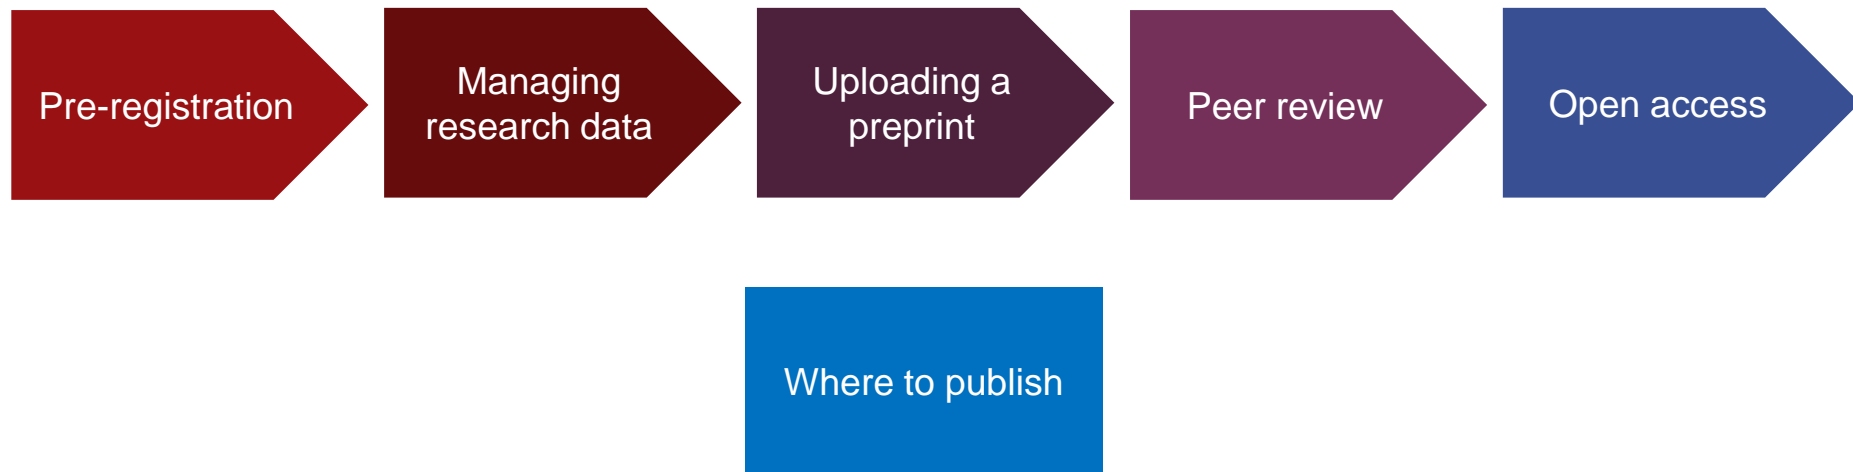 Pre-registration
Managing
research data
Uploading a
preprint
Peer review
Open access
Where to publish